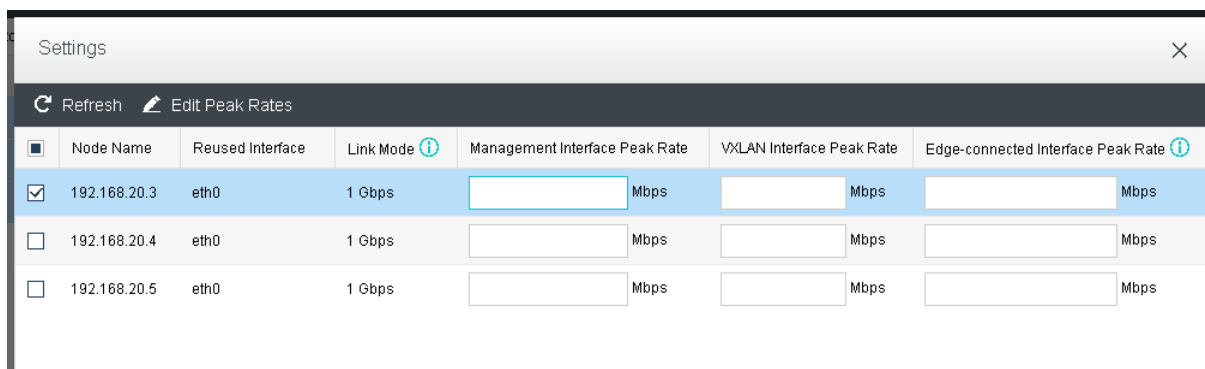 Settings
Refresh Edit Peak Rates
Node Name Reused Interface Link Mode Management Interface Peak Rate VXLAN Interface Peak Rate Edge-connected Interface Peak Rate
192.168.20.3 eth0 1 Gbps Mbps Mbps Mbps
192.168.20.4 eth0 1 Gbps Mbps Mbps Mbps
192.168.20.5 eth0 1 Gbps Mbps Mbps Mbps